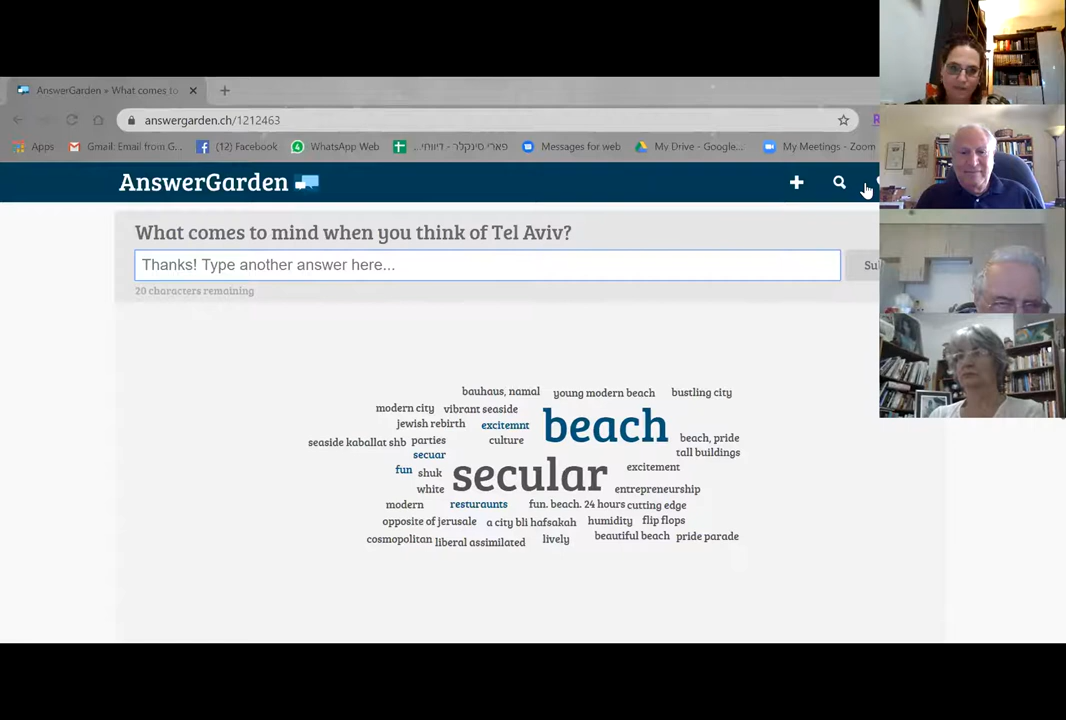 AnswerGarden » What comes to
answergarden.ch/1212463
Apps Gmail: Email from G... (12) Facebook WhatsApp Web פארי סינקלר - דיווחי... Messages for web My Drive - Google... My Meetings - Zoom
AnswerGarden
What comes to mind when you think of Tel Aviv?
Thanks! Type another answer here...
20 characters remaining
bauhaus, namal young modern beach bustling city
modern city vibrant seaside beach
jewish rebirth excitemnt
seaside kaballat shb parties culture beach, pride
secuar tall buildings
fun shuk secular excitement
white entrepreneurship
modern resturaunts fun. beach. 24 hours cutting edge
opposite of jerusale a city bli hafsakah humidity flip flops
cosmopolitan liberal assimilated lively beautiful beach pride parade